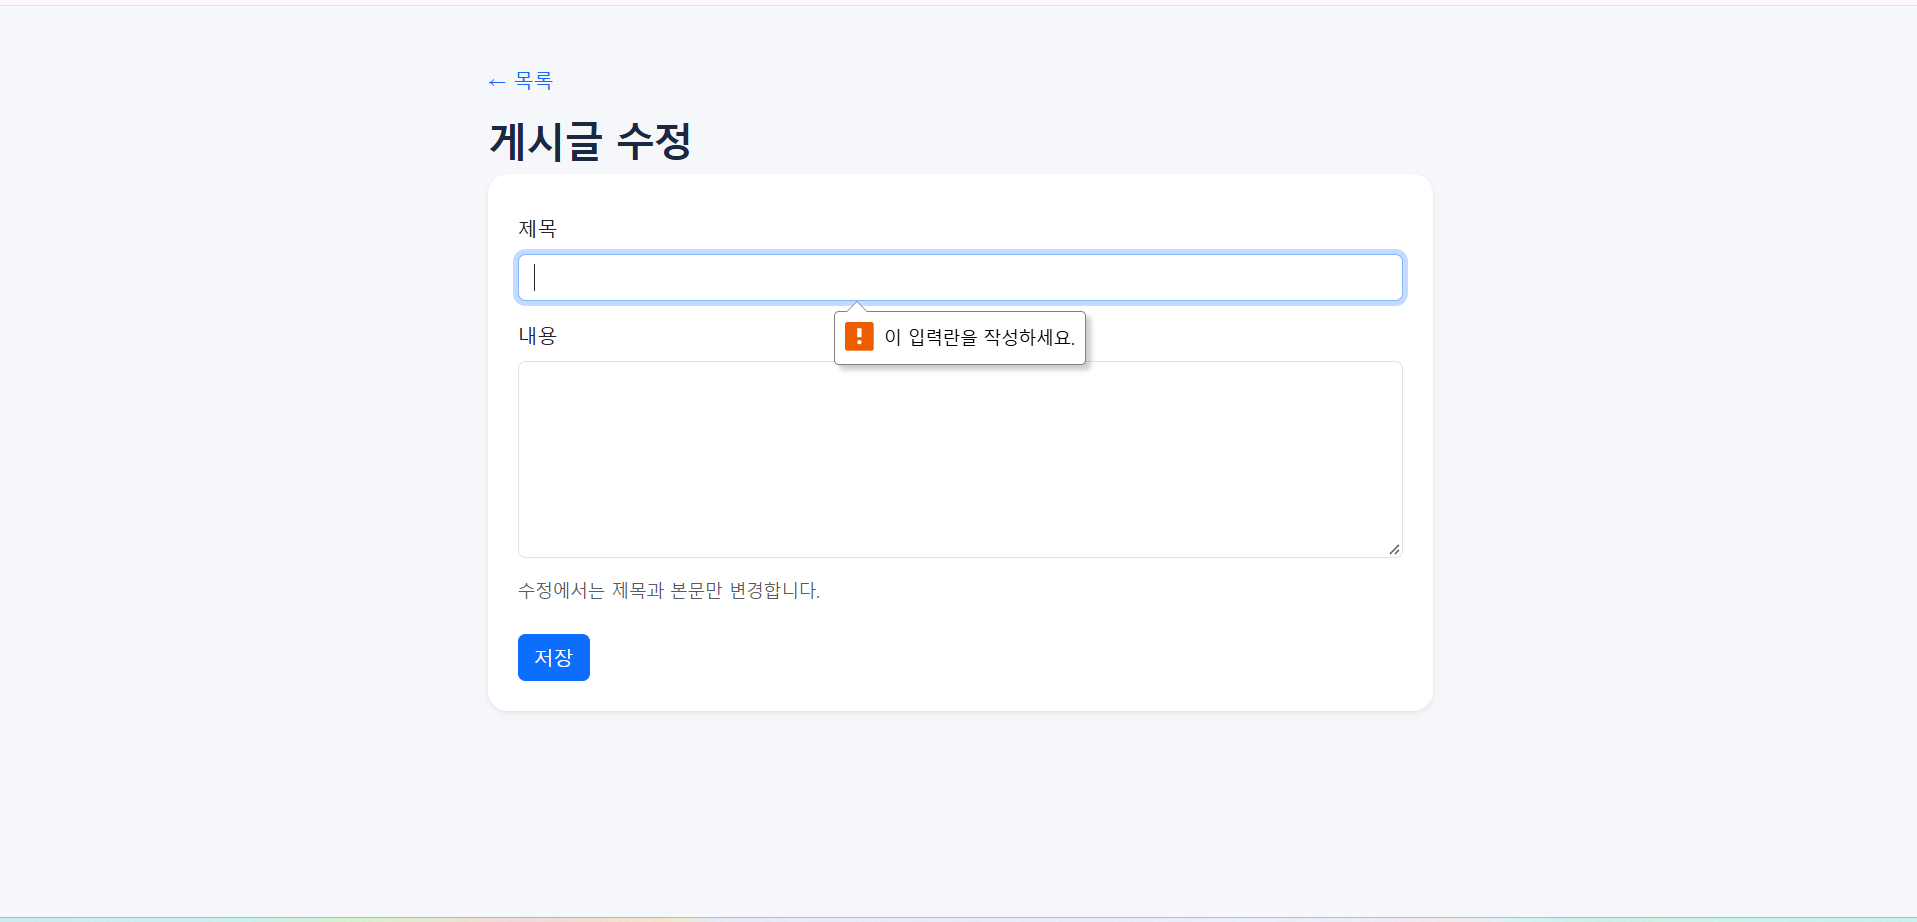 ← 목록
게시글 수정
제목
이 입력란을 작성하세요.
내용
수정에서는 제목과 본문만 변경합니다.
저장